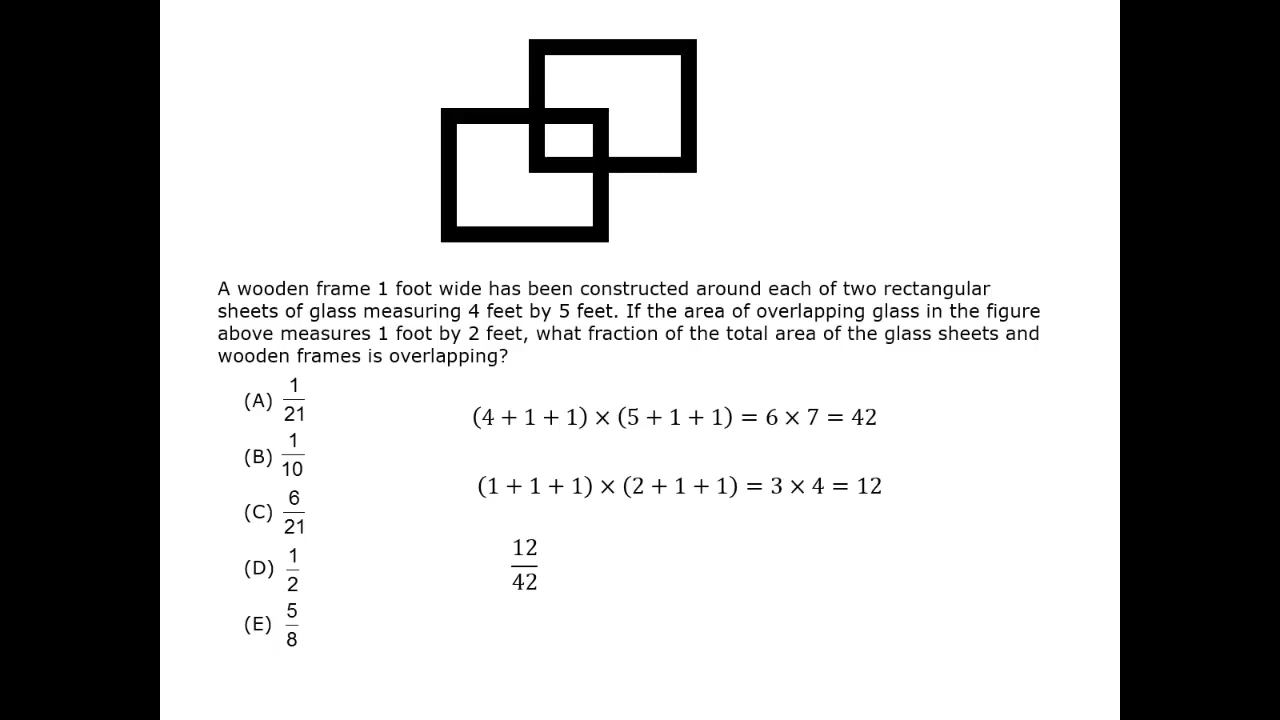 A wooden frame 1 foot wide has been constructed around each of two rectangular
sheets of glass measuring 4 feet by 5 feet. If the area of overlapping glass in the figure
above measures 1 foot by 2 feet, what fraction of the total area of the glass sheets and
wooden frames is overlapping?
(A) 1/21
(B) 1/10
(C) 6/21
(D) 1/2
(E) 5/8
(4 + 1 + 1) × (5 + 1 + 1) = 6 × 7 = 42
(1 + 1 + 1) × (2 + 1 + 1) = 3 × 4 = 12
12/42